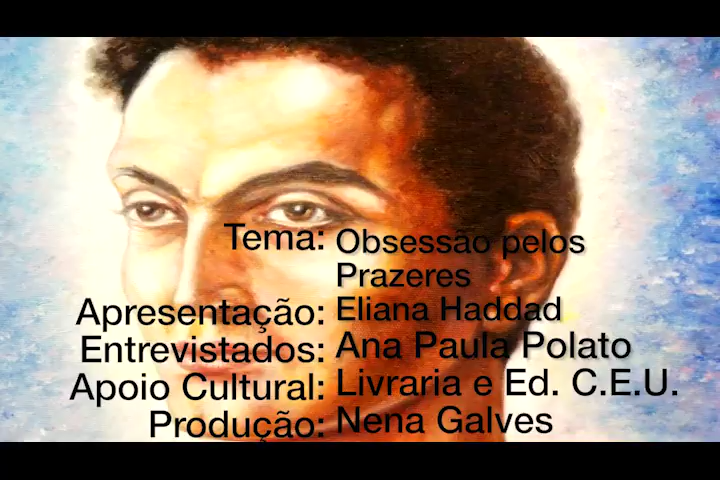 Tema: Obsessão pelos
Prazeres
Apresentação: Eliana Haddad
Entrevistados: Ana Paula Polato
Apoio Cultural: Livraria e Ed. C.E.U.
Produção: Nena Galves